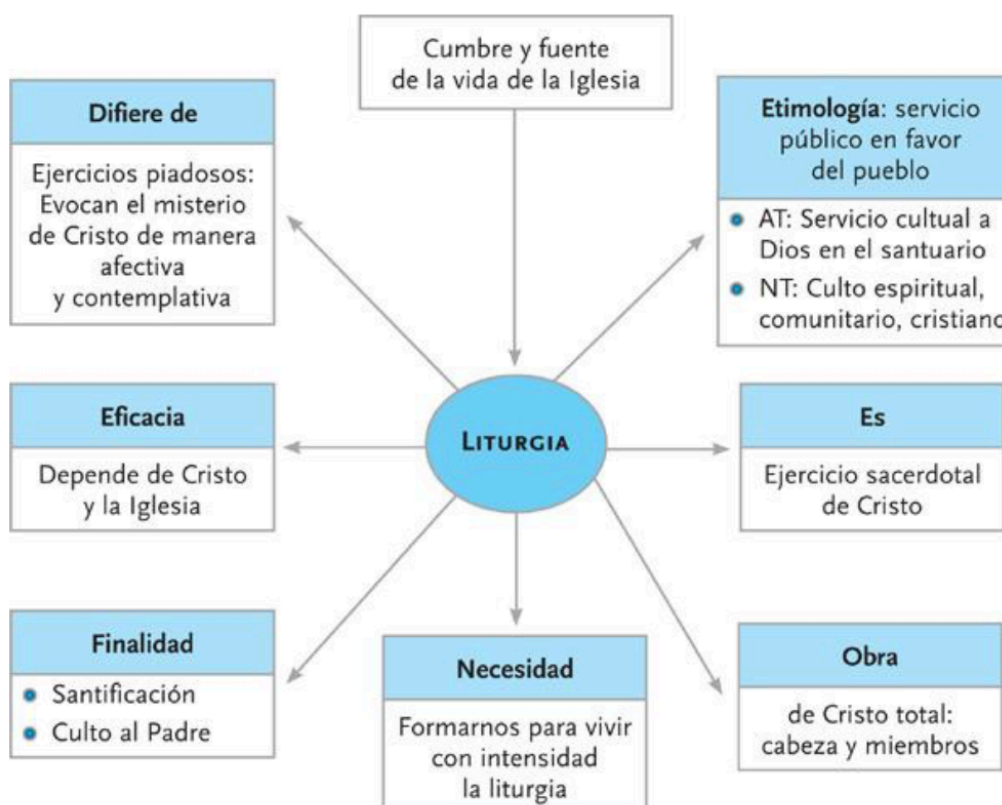 Cumbre y fuente
de la vida de la Iglesia
Difiere de
Ejercicios piadosos:
Evocan el misterio
de Cristo de manera
afectiva
y contemplativa
Etimología: servicio
público en favor
del pueblo
AT: Servicio cultual a
Dios en el santuario
NT: Culto espiritual,
comunitario, cristiano
Eficacia
Depende de Cristo
y la Iglesia
LITURGIA
Es
Ejercicio sacerdotal
de Cristo
Finalidad
Santificación
Culto al Padre
Necesidad
Formarnos para vivir
con intensidad
la liturgia
Obra
de Cristo total:
cabeza y miembros